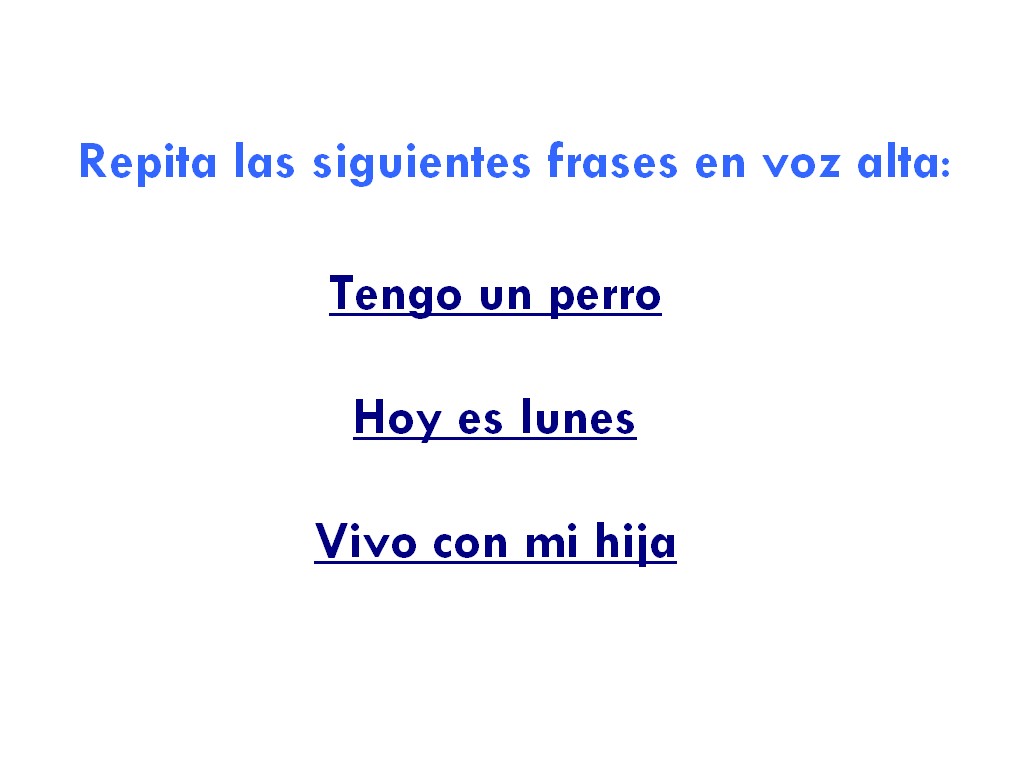 Repita las siguientes frases en voz alta:
Tengo un perro
Hoy es lunes
Vivo con mi hija